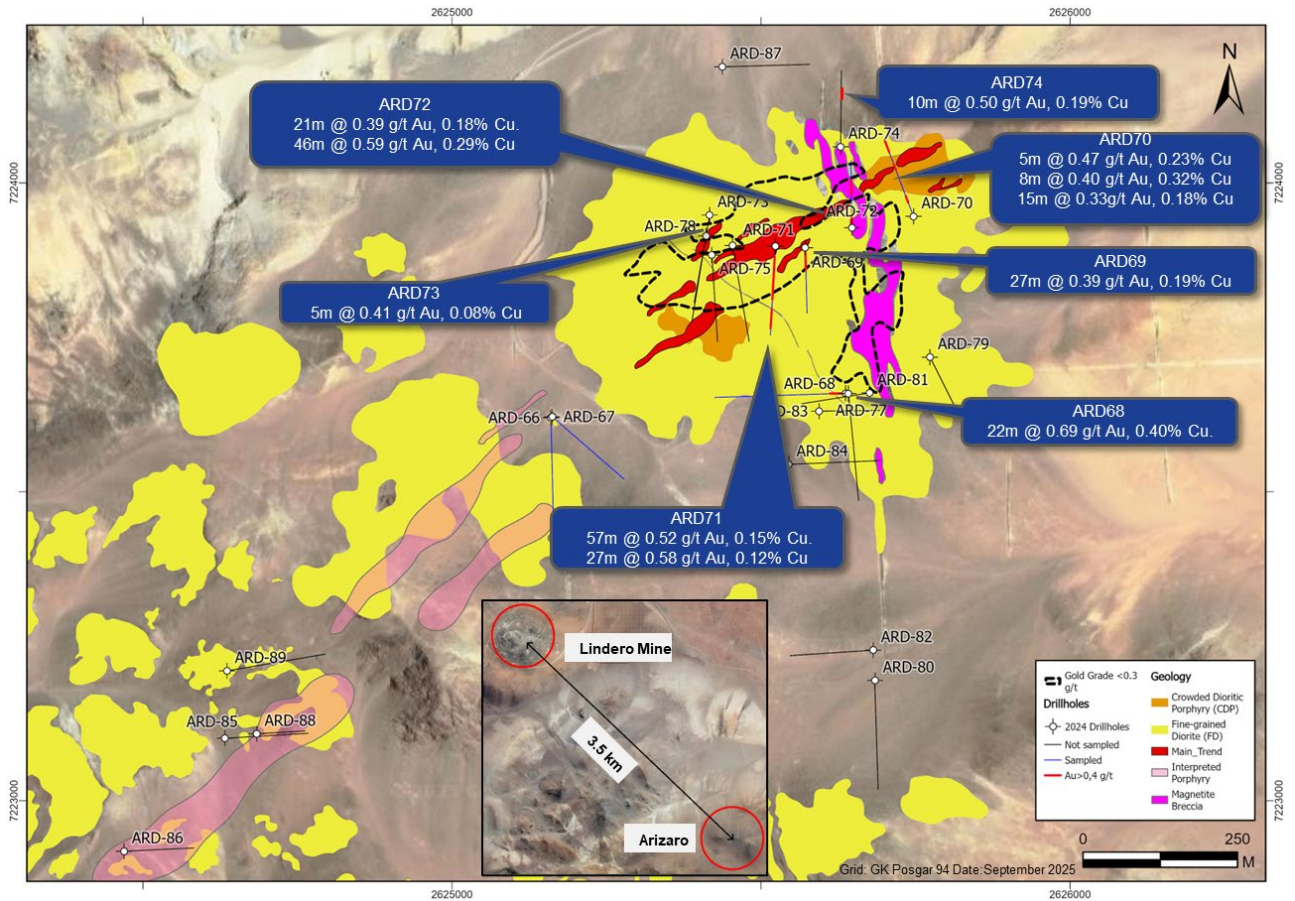 2625000
2626000
ARD-87
N
ARD74
10m @ 0.50 g/t Au, 0.19% Cu
ARD72
21m @ 0.39 g/t Au, 0.18% Cu.
46m @ 0.59 g/t Au, 0.29% Cu
ARD-74
ARD70
5m @ 0.47 g/t Au, 0.23% Cu
8m @ 0.40 g/t Au, 0.32% Cu
15m @ 0.33g/t Au, 0.18% Cu
7224000
7224000
ARD-73
ARD-72
ARD-70
ARD-78
ARD-71
ARD-75
ARD-69
ARD69
27m @ 0.39 g/t Au, 0.19% Cu
ARD73
5m @ 0.41 g/t Au, 0.08% Cu
ARD-79
ARD-68
ARD-81
D-83
ARD-77
ARD68
22m @ 0.69 g/t Au, 0.40% Cu.
ARD-66
ARD-67
ARD-84
ARD71
57m @ 0.52 g/t Au, 0.15% Cu.
27m @ 0.58 g/t Au, 0.12% Cu
Lindero Mine
3.5 km
Arizaro
ARD-82
ARD-80
ARD-89
ARD-85
ARD-88
ARD-86
Gold Grade <0.3
g/t
Drillholes
2024 Drillholes
Not sampled
Sampled
Au>0,4 g/t
Geology
Crowded Dioritic
Porphyry (CDP)
Fine-grained
Diorite (FD)
Main_Trend
Interpreted
Porphyry
Magnetite
Breccia
7223000
7223000
0
250
M
Grid: GK Posgar 94 Date:September 2025
2625000
2626000